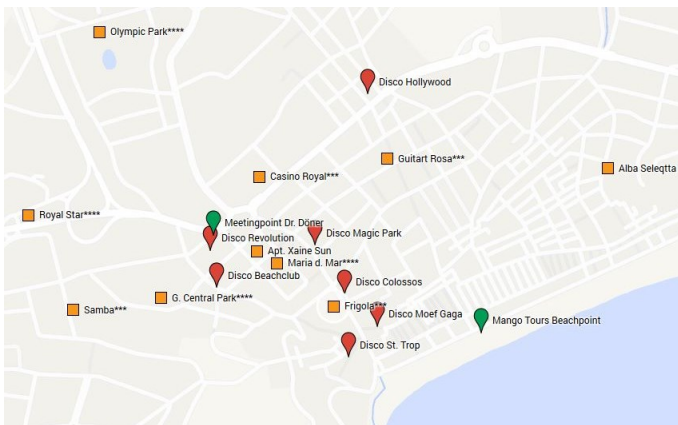 Olympic Park****
Disco Hollywood
Guitart Rosa***
Alba Seleqtta
Casino Royal***
Royal Star****
Meetingpoint Dr. Döner
Disco Magic Park
Disco Revolution
Apt. Xaine Sun
Maria d. Mar****
Disco Beachclub
Disco Colossos
G. Central Park****
Samba***
Frigola***
Disco Moef Gaga
Mango Tours Beachpoint
Disco St. Trop